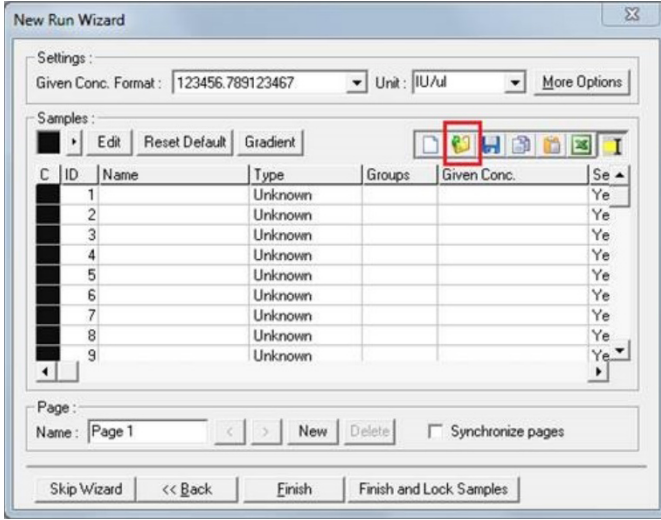 New Run Wizard
Settings :
Given Conc. Format : 123456.789123467 Unit : IU/ul More Options
Samples :
Edit Reset Default Gradient
C ID Name Type Groups Given Conc. Se
1 Unknown Ye
2 Unknown Ye
3 Unknown Ye
4 Unknown Ye
5 Unknown Ye
6 Unknown Ye
7 Unknown Ye
8 Unknown Ye
9 Unknown Ye
Page :
Name : Page 1 < > New Delete Synchronize pages
Skip Wizard << Back Finish Finish and Lock Samples